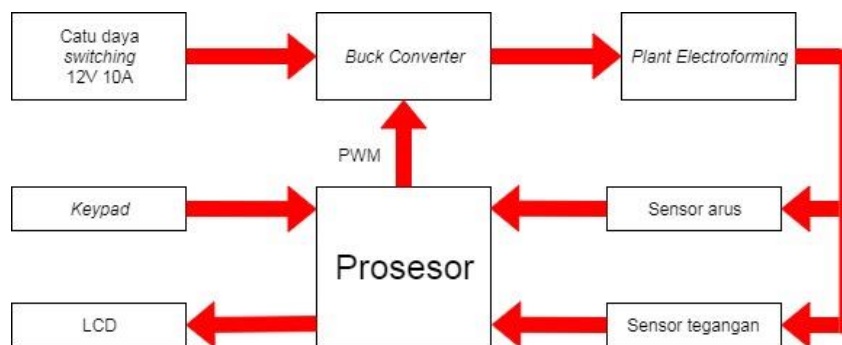 Catu daya
switching
12V 10A
Buck Converter
Plant Electroforming
PWM
Keypad
Prosesor
Sensor arus
LCD
Sensor tegangan